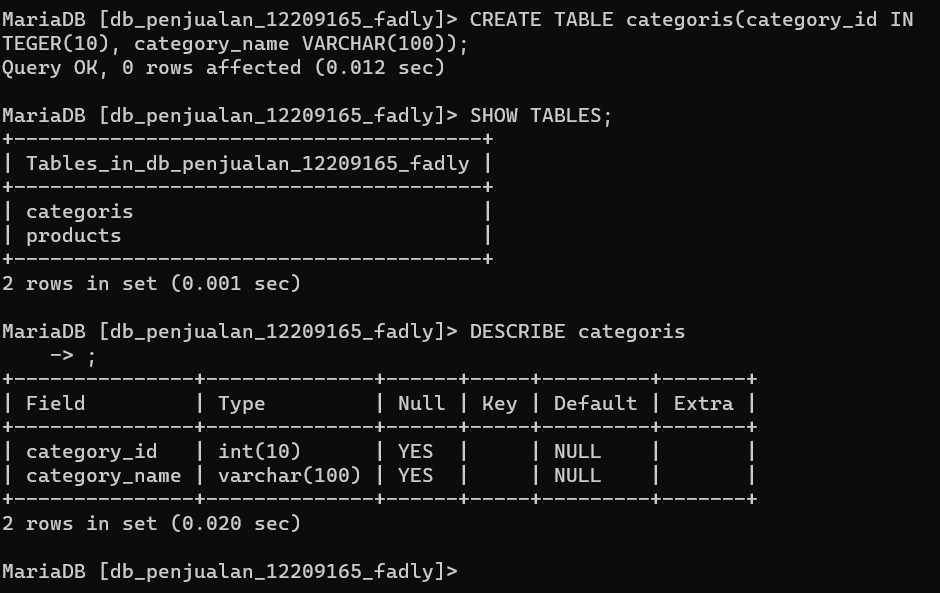 MariaDB [db_penjualan_12209165_fadly]> CREATE TABLE categoris(category_id IN
TEGER(10), category_name VARCHAR(100));
Query OK, 0 rows affected (0.012 sec)

MariaDB [db_penjualan_12209165_fadly]> SHOW TABLES;
+---------------------------------------+
| Tables_in_db_penjualan_12209165_fadly |
+---------------------------------------+
| categoris                             |
| products                              |
+---------------------------------------+
2 rows in set (0.001 sec)

MariaDB [db_penjualan_12209165_fadly]> DESCRIBE categoris
    -> ;
+---------------+--------------+------+-----+---------+-------+
| Field         | Type         | Null | Key | Default | Extra |
+---------------+--------------+------+-----+---------+-------+
| category_id   | int(10)      | YES  |     | NULL    |       |
| category_name | varchar(100) | YES  |     | NULL    |       |
+---------------+--------------+------+-----+---------+-------+
2 rows in set (0.020 sec)

MariaDB [db_penjualan_12209165_fadly]>